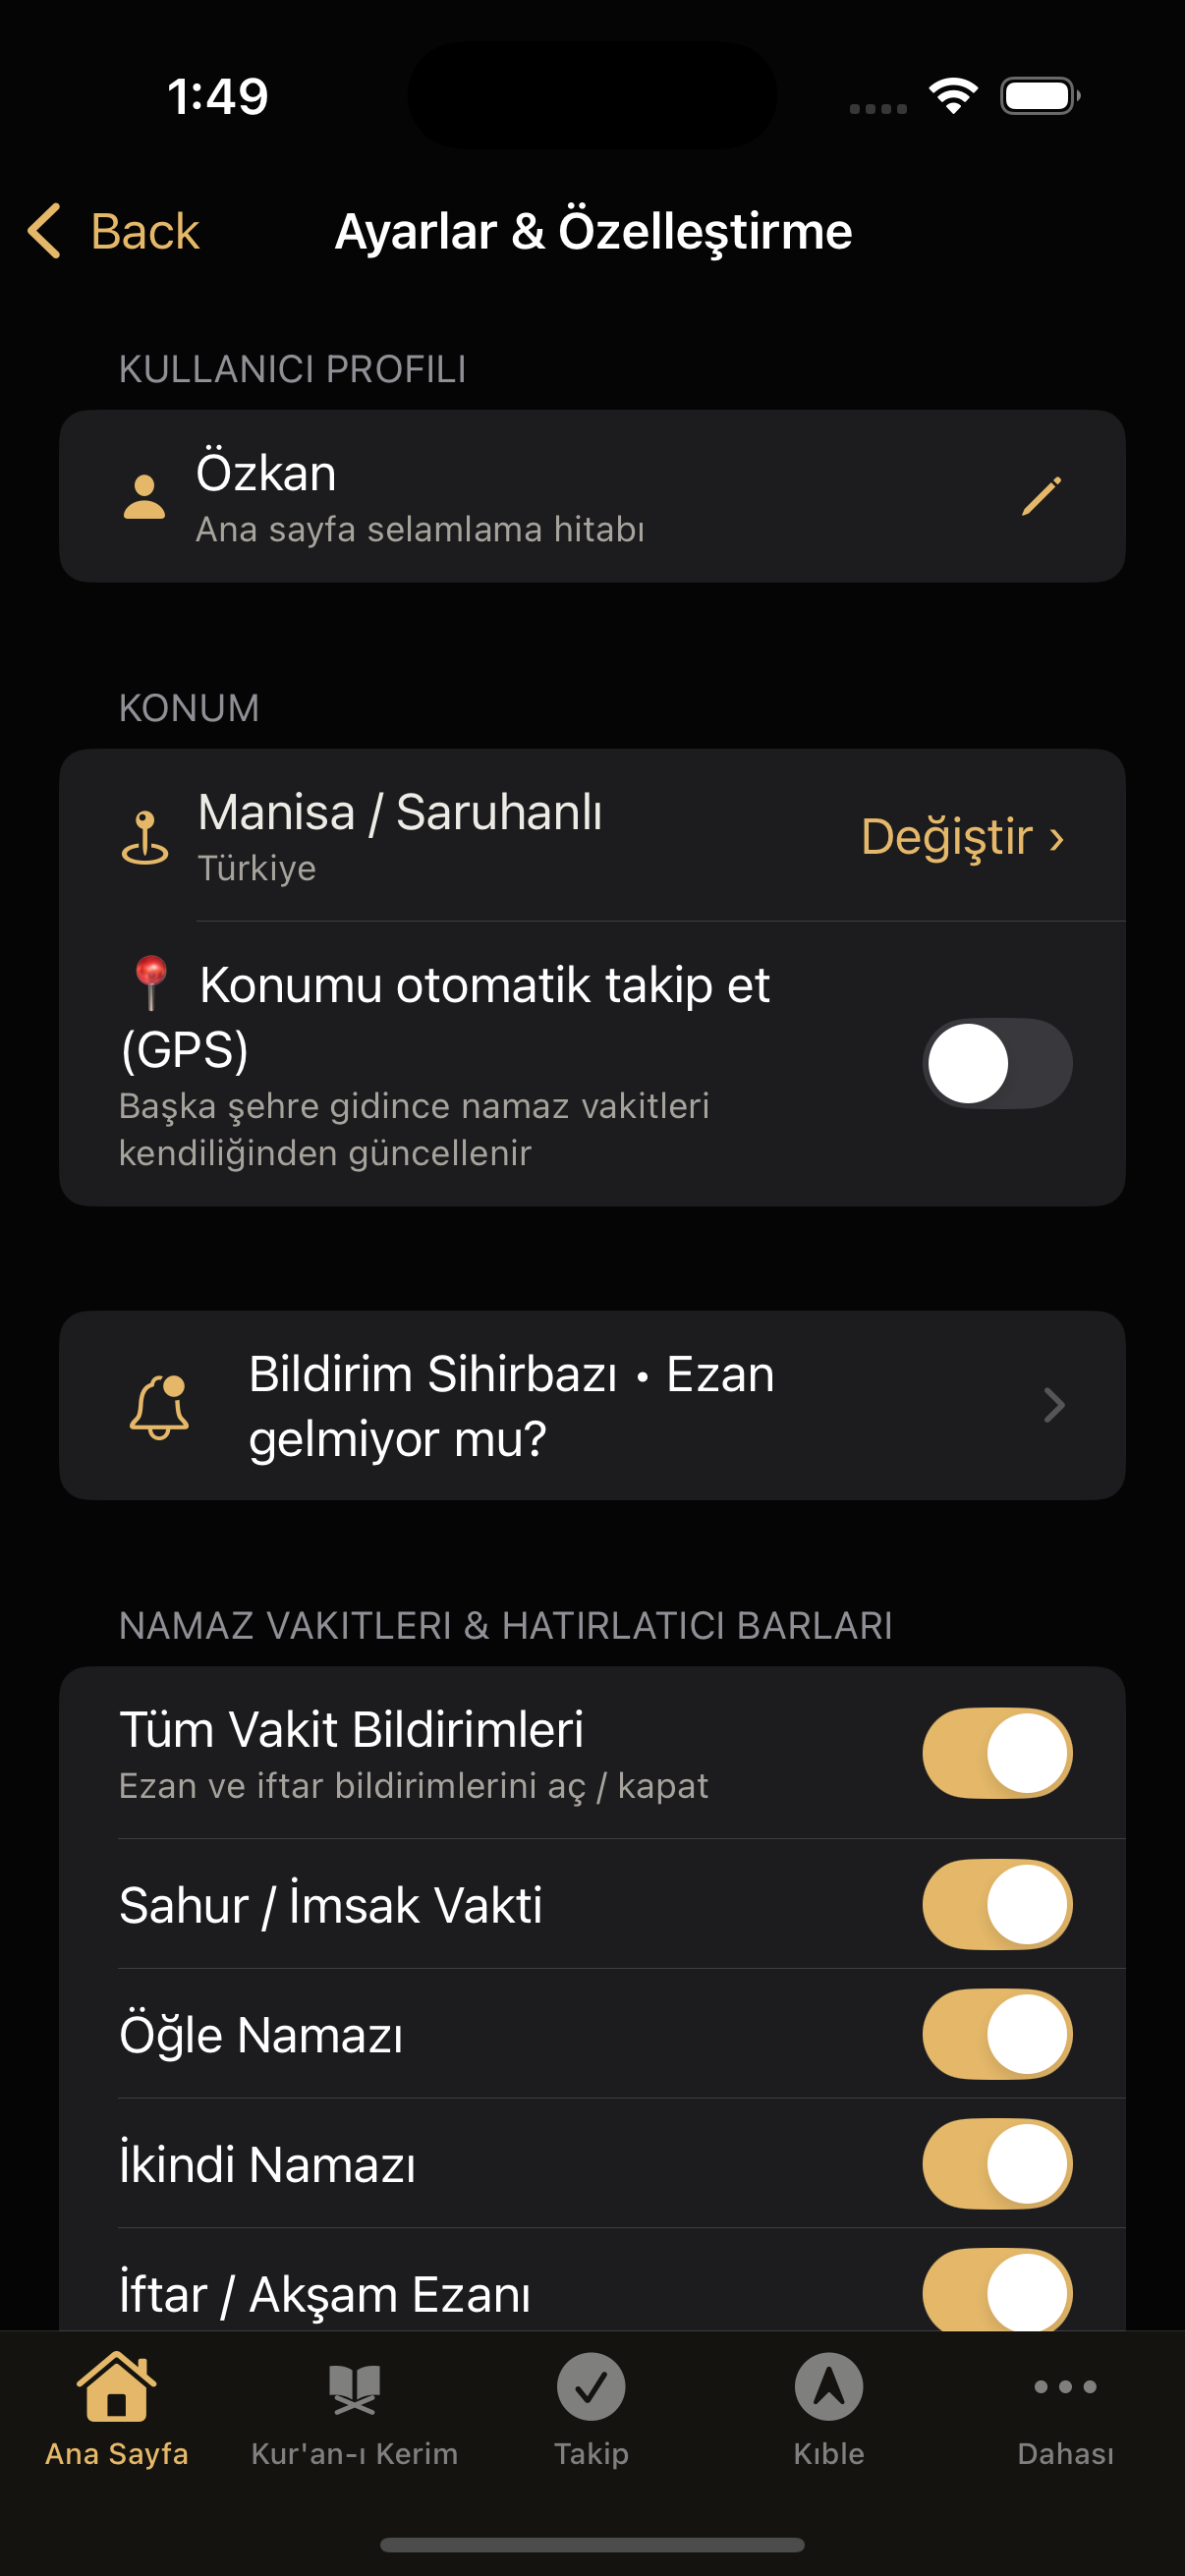 1:49
Back
Ayarlar & Özelleştirme
KULLANICI PROFILI
Özkan
Ana sayfa selamlama hitabı
KONUM
Manisa / Saruhanlı
Türkiye
Değiştir ›
Konumu otomatik takip et
(GPS)
Başka şehre gidince namaz vakitleri
kendiliğinden güncellenir
Bildirim Sihirbazı • Ezan
gelmiyor mu?
NAMAZ VAKITLERI & HATIRLATICI BARLARI
Tüm Vakit Bildirimleri
Ezan ve iftar bildirimlerini aç / kapat
Sahur / İmsak Vakti
Öğle Namazı
İkindi Namazı
İftar / Akşam Ezanı
Ana Sayfa
Kur'an-ı Kerim
Takip
Kıble
Dahası